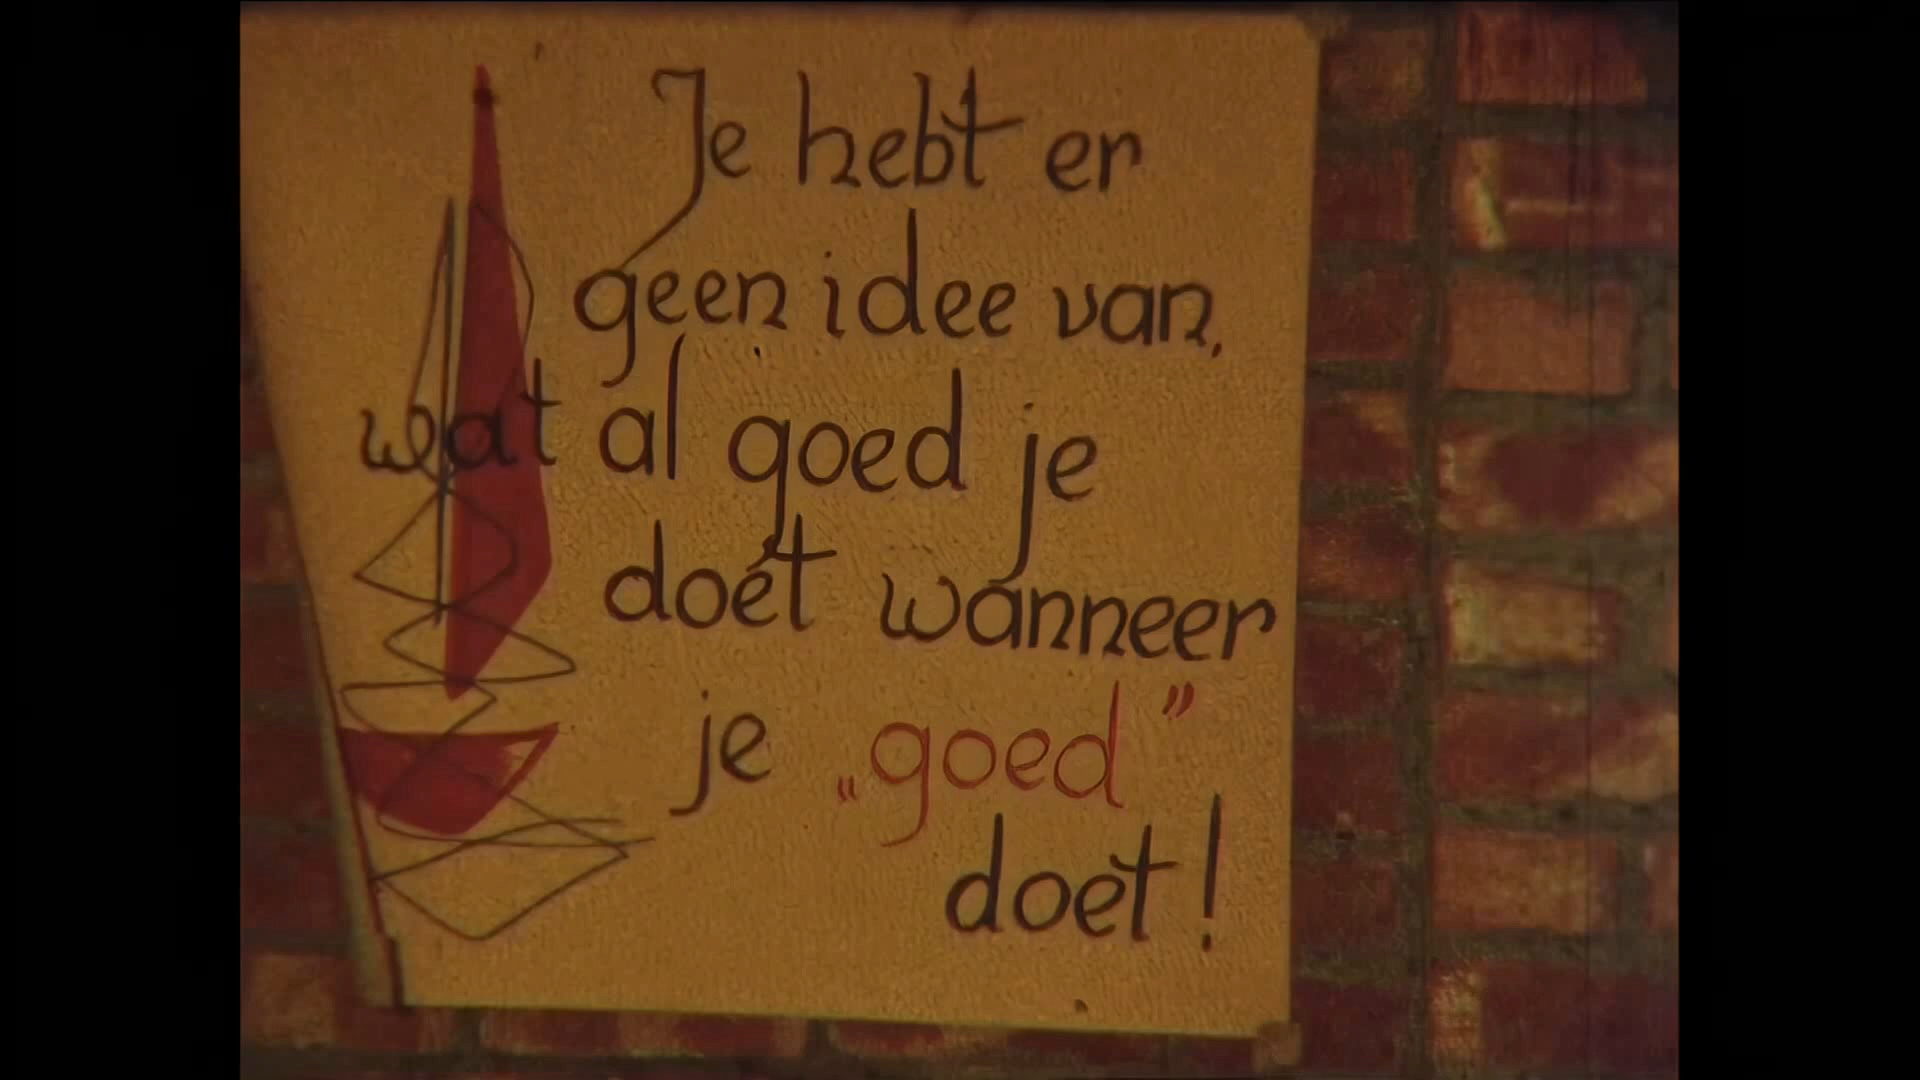 Je hebt er
geen idee van,
wat al goed je
doet wanneer
je „goed”
doet!